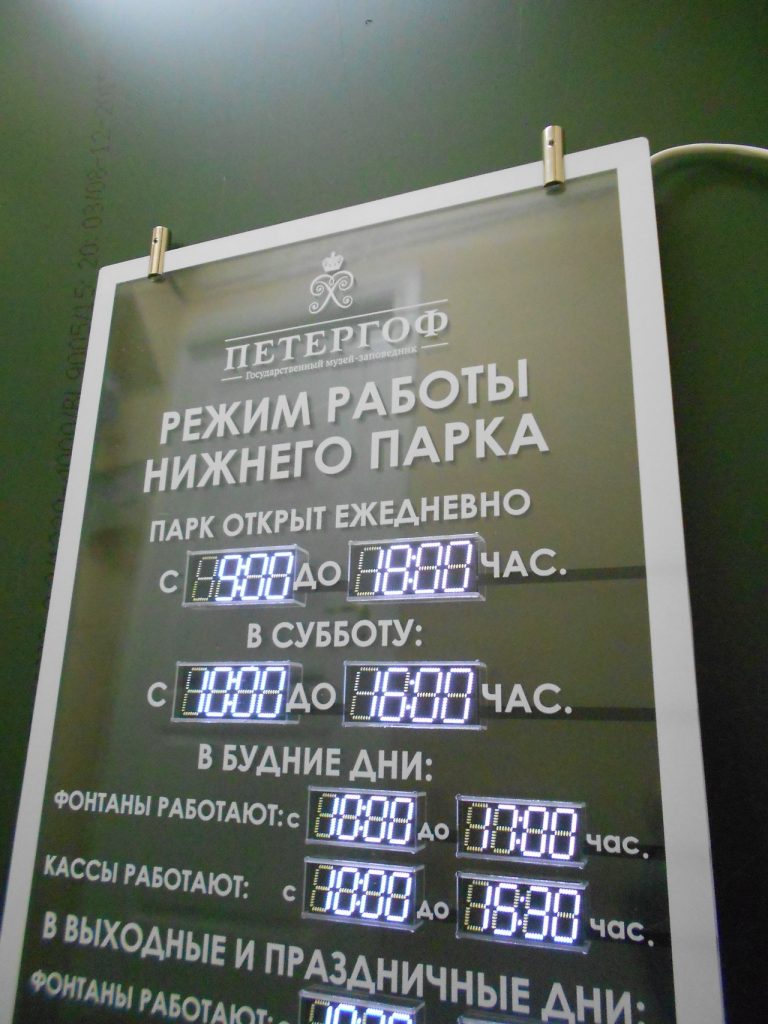 ПЕТЕРГОФ
Государственный музей-заповедник
РЕЖИМ РАБОТЫ
НИЖНЕГО ПАРКА
ПАРК ОТКРЫТ ЕЖЕДНЕВНО
С 9:00 ДО 18:00 ЧАС.
В СУББОТУ:
С 10:00 ДО 16:00 ЧАС.
В БУДНИЕ ДНИ:
ФОНТАНЫ РАБОТАЮТ: С 10:00 ДО 17:00 ЧАС.
КАССЫ РАБОТАЮТ: С 10:00 ДО 16:30 ЧАС.
В ВЫХОДНЫЕ И ПРАЗДНИЧНЫЕ ДНИ:
ФОНТАНЫ РАБОТАЮТ: С